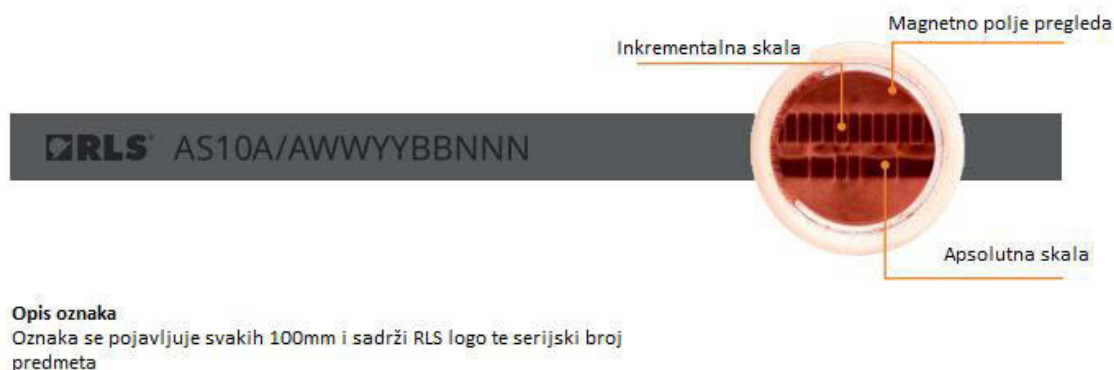 Magnetno polje pregleda
Inkrementalna skala
RLS® AS10A/AWWYYBBNNN
Apsolutna skala
Opis oznaka
Oznaka se pojavljuje svakih 100mm i sadrži RLS logo te serijski broj
predmeta